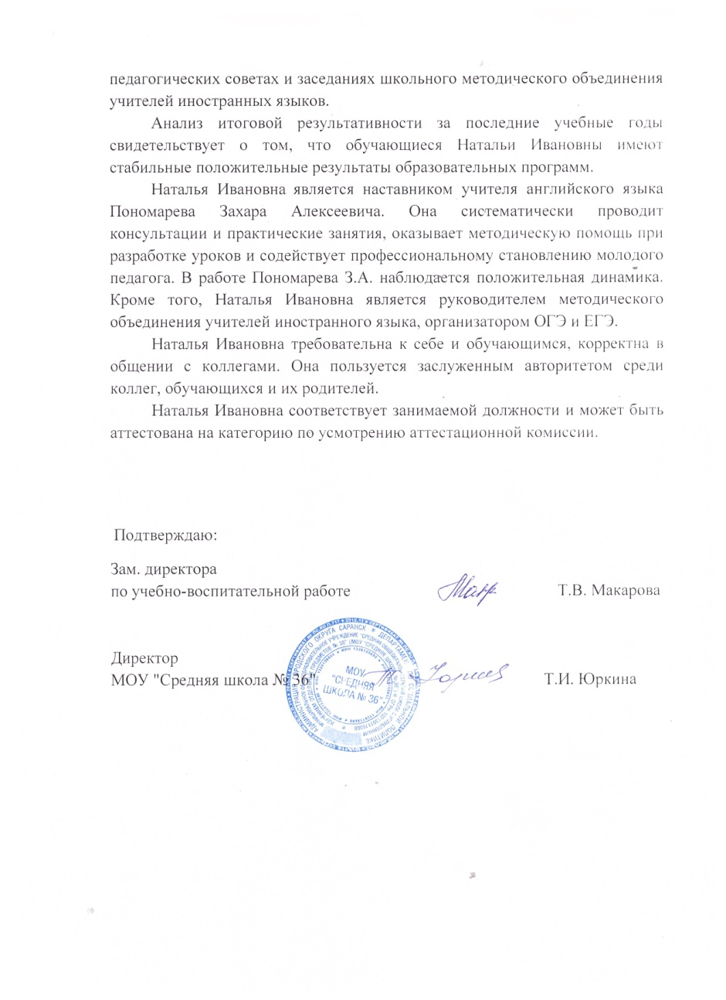 педагогических советах и заседаниях школьного методического объединения
учителей иностранных языков.
Анализ итоговой результативности за последние учебные годы
свидетельствует о том, что обучающиеся Натальи Ивановны имеют
стабильные положительные результаты образовательных программ.
Наталья Ивановна является наставником учителя английского языка
Пономарева Захара Алексеевича. Она систематически проводит
консультации и практические занятия, оказывает методическую помощь при
разработке уроков и содействует профессиональному становлению молодого
педагога. В работе Пономарева З.А. наблюдается положительная динамика.
Кроме того, Наталья Ивановна является руководителем методического
объединения учителей иностранного языка, организатором ОГЭ и ЕГЭ.
Наталья Ивановна требовательна к себе и обучающимся, корректна в
общении с коллегами. Она пользуется заслуженным авторитетом среди
коллег, обучающихся и их родителей.
Наталья Ивановна соответствует занимаемой должности и может быть
аттестована на категорию по усмотрению аттестационной комиссии.
Подтверждаю:
Зам. директора
по учебно-воспитательной работе Т.В. Макарова
Директор
МОУ "Средняя школа № 36" Т.И. Юркина
МОУ
"СРЕДНЯЯ
ШКОЛА № 36"